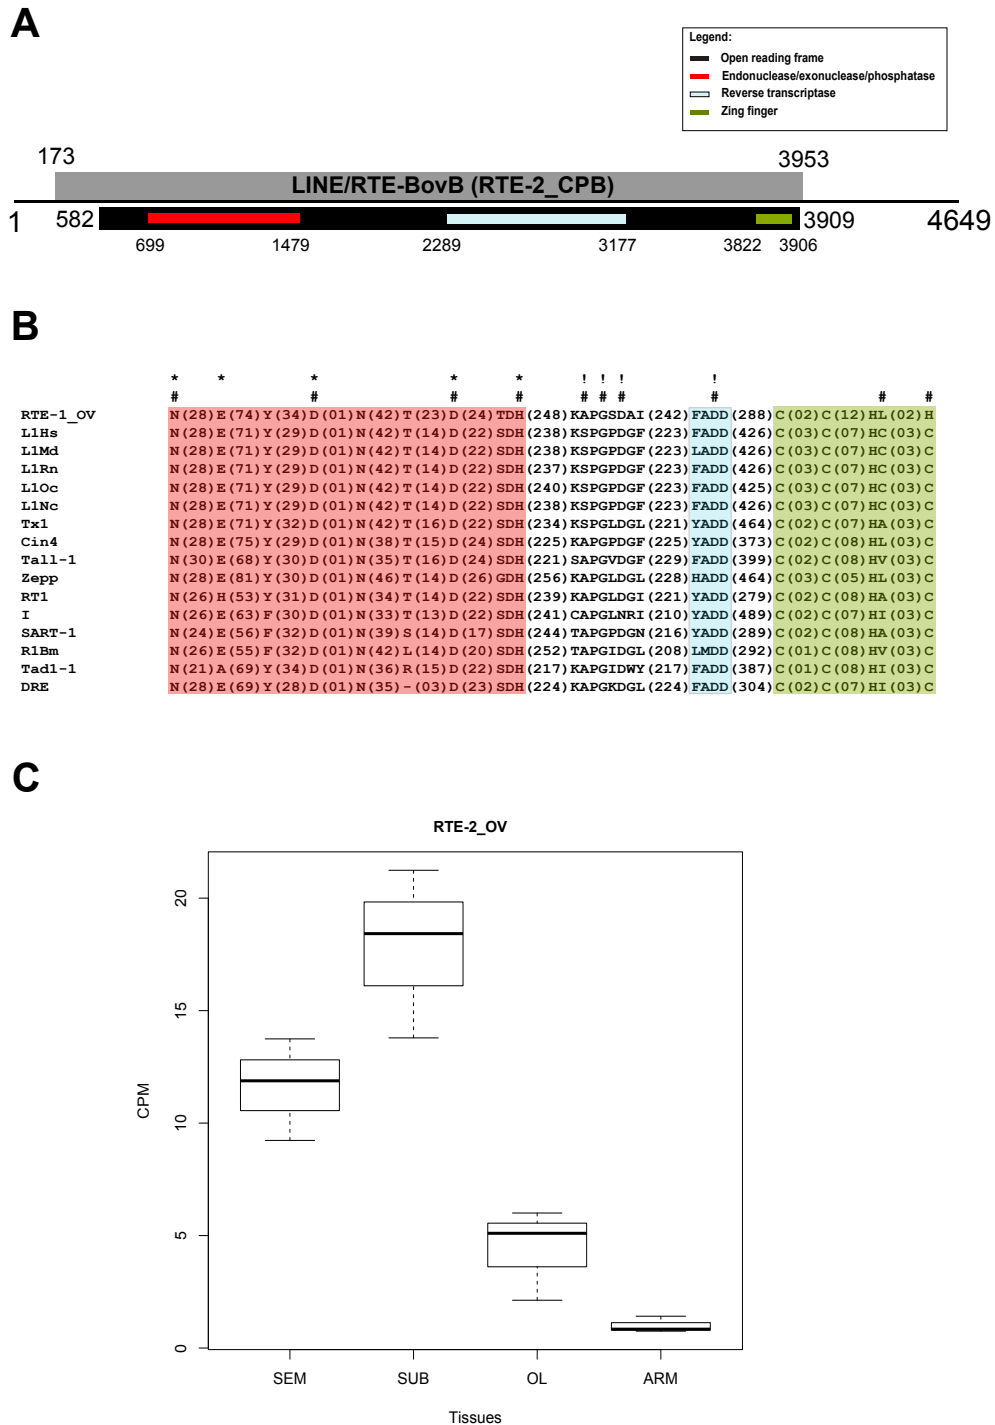 A
Legend:
Open reading frame
Endonuclease/exonuclease/phosphatase
Reverse transcriptase
Zing finger
173 3953
LINE/RTE-BovB (RTE-2_CPB)
1 582 3909 4649
699 1479 2289 3177 3822 3906
B
* * * * * ! ! ! !
# # # # # # # # # #
RTE-1_OV N(28)E(74)Y(34)D(01)N(42)T(23)D(24)TDH(248)KAPGSDAI(242)FADD(288)C(02)C(12)HL(02)H
L1Hs N(28)E(71)Y(29)D(01)N(42)T(14)D(22)SDH(238)KSPGPDGF(223)FADD(426)C(03)C(07)HC(03)C
L1Md N(28)E(71)Y(29)D(01)N(42)T(14)D(22)SDH(238)KSPGPDGF(223)LADD(426)C(03)C(07)HC(03)C
L1Rn N(28)E(71)Y(29)D(01)N(42)T(14)D(22)SDH(237)KSPGPDGF(223)FADD(426)C(03)C(07)HC(03)C
L1Oc N(28)E(71)Y(29)D(01)N(42)T(14)D(22)SDH(240)KSPGPDGF(223)FADD(425)C(03)C(07)HC(03)C
L1Nc N(28)E(71)Y(29)D(01)N(42)T(14)D(22)SDH(238)KSPGPDGF(223)FADD(426)C(03)C(07)HC(03)C
Tx1 N(28)E(71)Y(32)D(01)N(42)T(16)D(22)SDH(234)KSPGLDGL(221)YADD(464)C(02)C(07)HA(03)C
Cin4 N(28)E(75)Y(29)D(01)N(38)T(15)D(24)SDH(225)KAPGPDGF(225)YADD(373)C(02)C(08)HL(03)C
Tall-1 N(30)E(68)Y(30)D(01)N(35)T(16)D(24)SDH(221)SAPGVDGF(229)FADD(399)C(02)C(08)HV(03)C
Zepp N(28)E(81)Y(30)D(01)N(46)T(14)D(26)GDH(256)KAPGLDGL(228)HADD(464)C(03)C(05)HL(03)C
RT1 N(26)H(53)Y(31)D(01)N(34)T(14)D(22)SDH(239)KAPGLDGI(221)YADD(279)C(02)C(08)HA(03)C
I N(26)E(63)F(30)D(01)N(33)T(13)D(22)SDH(241)CAPGLNRI(210)YADD(489)C(02)C(07)HI(03)C
SART-1 N(24)E(56)F(32)D(01)N(39)S(14)D(17)SDH(244)TAPGPDGN(216)YADD(289)C(02)C(08)HA(03)C
R1Bm N(26)E(55)F(32)D(01)N(42)L(14)D(20)SDH(252)TAPGIDGL(208)LMDD(292)C(01)C(08)HV(03)C
Tad1-1 N(21)A(69)Y(34)D(01)N(36)R(15)D(22)SDH(217)KAPGIDWY(217)FADD(387)C(01)C(08)HI(03)C
DRE N(28)E(69)Y(28)D(01)N(35)-(03)D(23)SDH(224)KAPGKDGL(224)FADD(304)C(02)C(07)HI(03)C
C
RTE-2_OV
20
15
10
5
0
CPM
SEM SUB OL ARM
Tissues